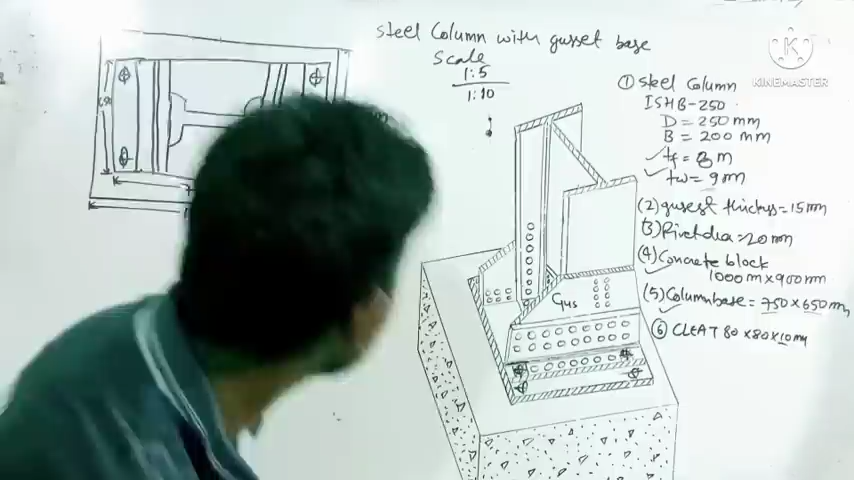 steel Column with gusset base
Scale
1:5
1:10
① steel Column
ISHB-250
D = 250 mm
B = 200 mm
✓ tf = 8 m
✓ tw = 9 m
(2) gusset thickness = 15 mm
(3) Rivet dia = 20 mm
(4) Concrete block
1000 m x 900 mm
(5) Column base = 750 x 650 mm
⑥ CLEAT 80 x 80 x 10 mm
Gus
KINEMASTER